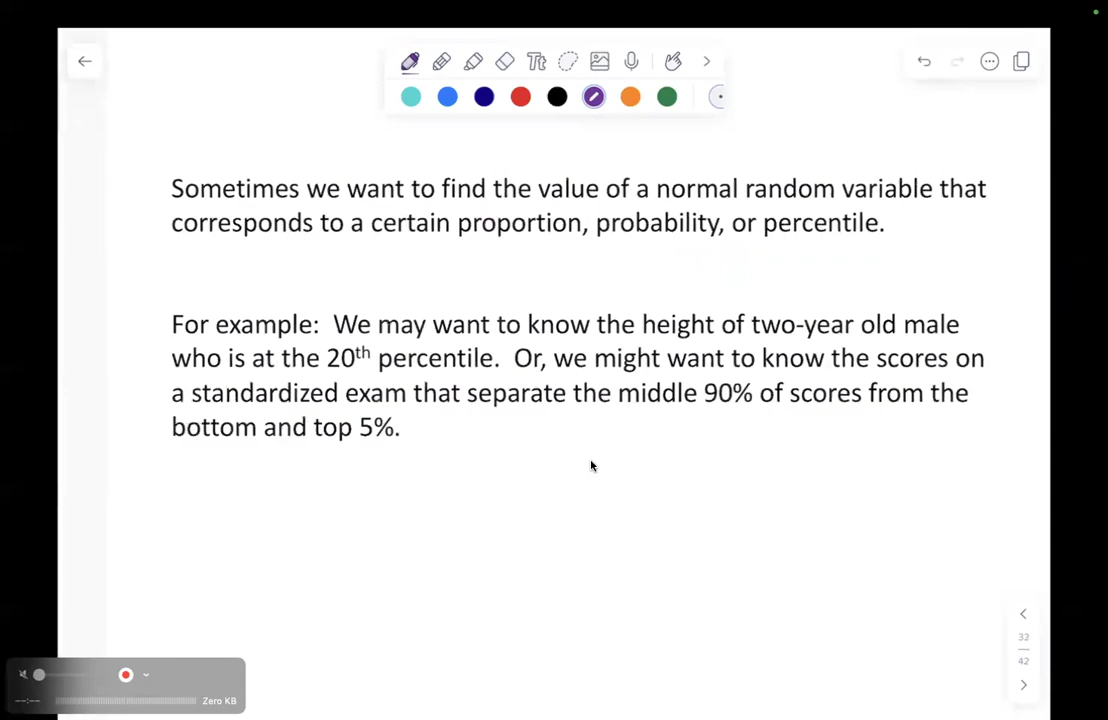 Tt
Sometimes we want to find the value of a normal random variable that
corresponds to a certain proportion, probability, or percentile.
For example: We may want to know the height of two-year old male
who is at the 20th percentile. Or, we might want to know the scores on
a standardized exam that separate the middle 90% of scores from the
bottom and top 5%.
32
42
--:--
Zero KB